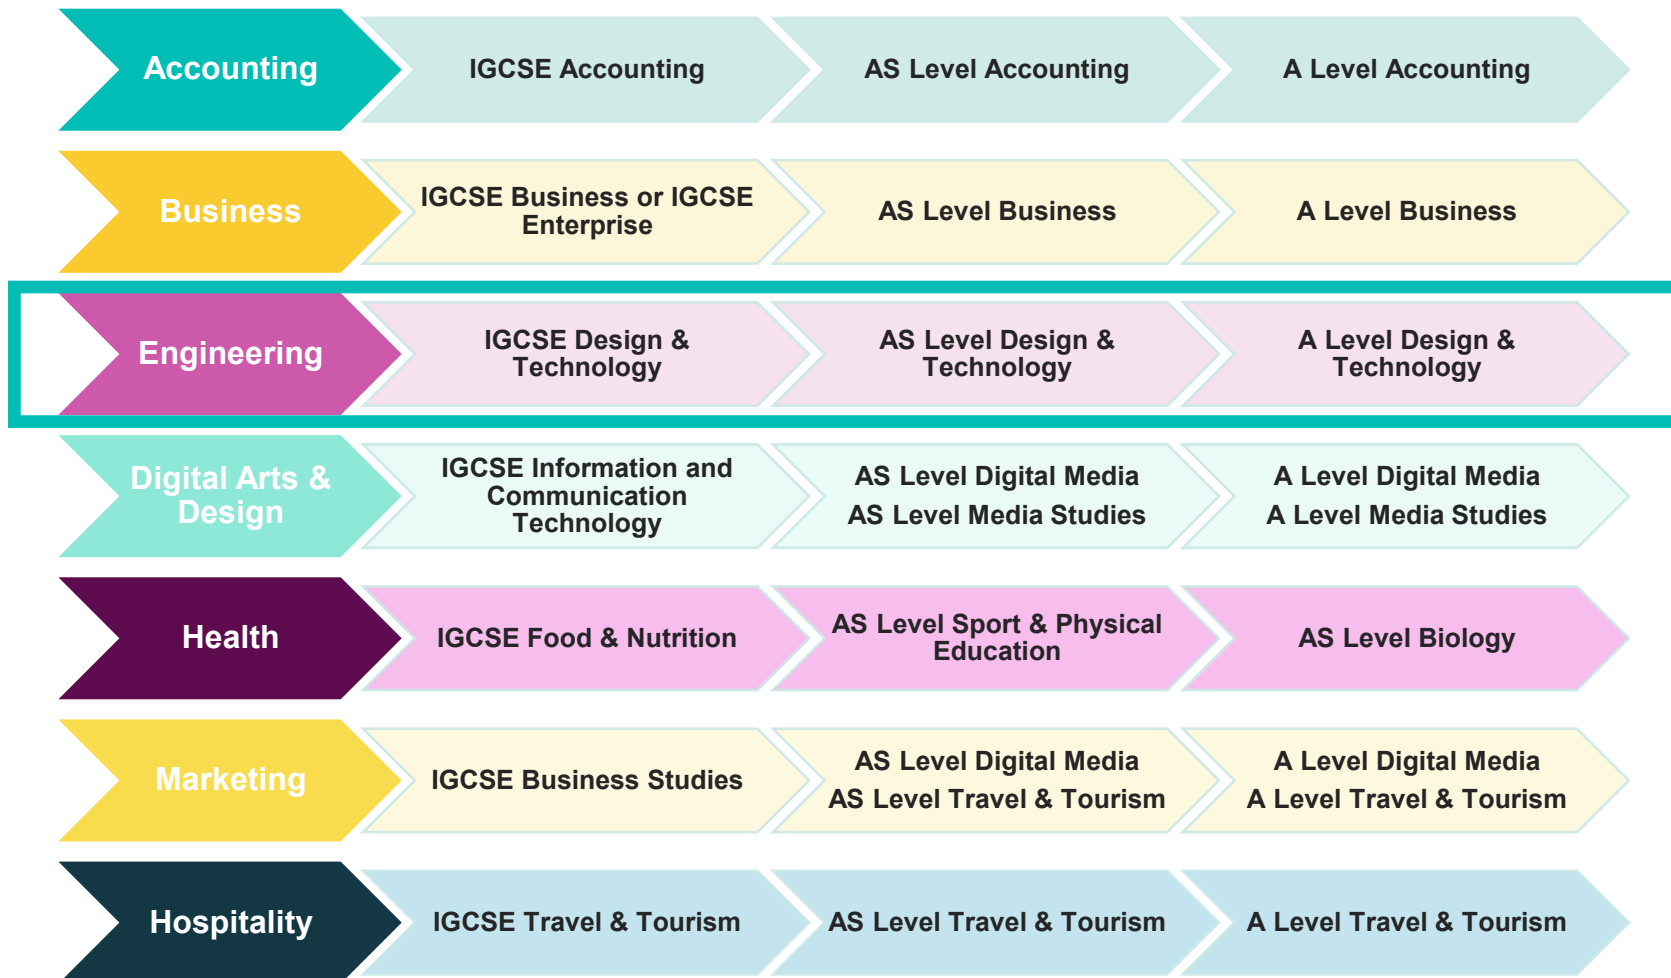 Accounting
IGCSE Accounting
AS Level Accounting
A Level Accounting
Business
IGCSE Business or IGCSE
Enterprise
AS Level Business
A Level Business
Engineering
IGCSE Design &
Technology
AS Level Design &
Technology
A Level Design &
Technology
Digital Arts &
Design
IGCSE Information and
Communication
Technology
AS Level Digital Media
AS Level Media Studies
A Level Digital Media
A Level Media Studies
Health
IGCSE Food & Nutrition
AS Level Sport & Physical
Education
AS Level Biology
Marketing
IGCSE Business Studies
AS Level Digital Media
AS Level Travel & Tourism
A Level Digital Media
A Level Travel & Tourism
Hospitality
IGCSE Travel & Tourism
AS Level Travel & Tourism
A Level Travel & Tourism